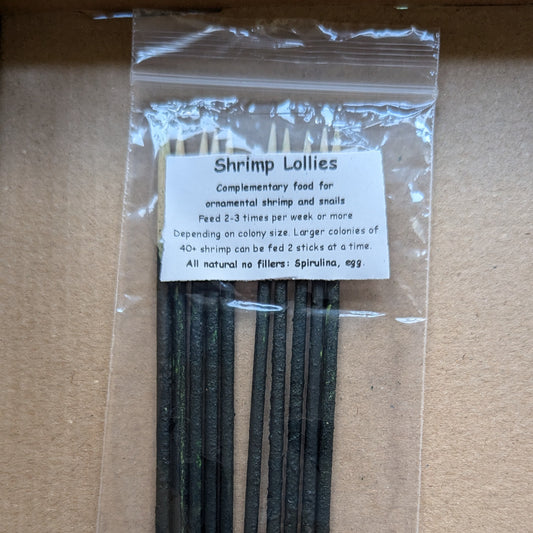 Shrimp Lollies
Complementary food for
ornamental shrimp and snails
Feed 2-3 times per week or more
Depending on colony size. Larger colonies of
40+ shrimp can be fed 2 sticks at a time.
All natural no fillers: Spirulina, egg.